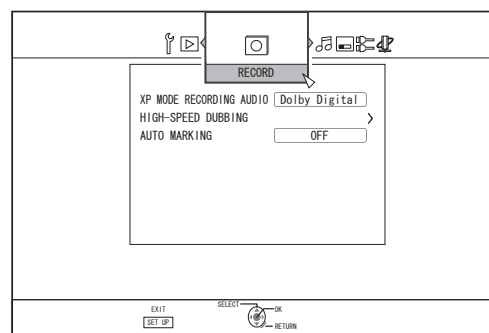 RECORD
XP MODE RECORDING AUDIO Dolby Digital
HIGH-SPEED DUBBING
AUTO MARKING OFF
EXIT SELECT OK
SET UP RETURN